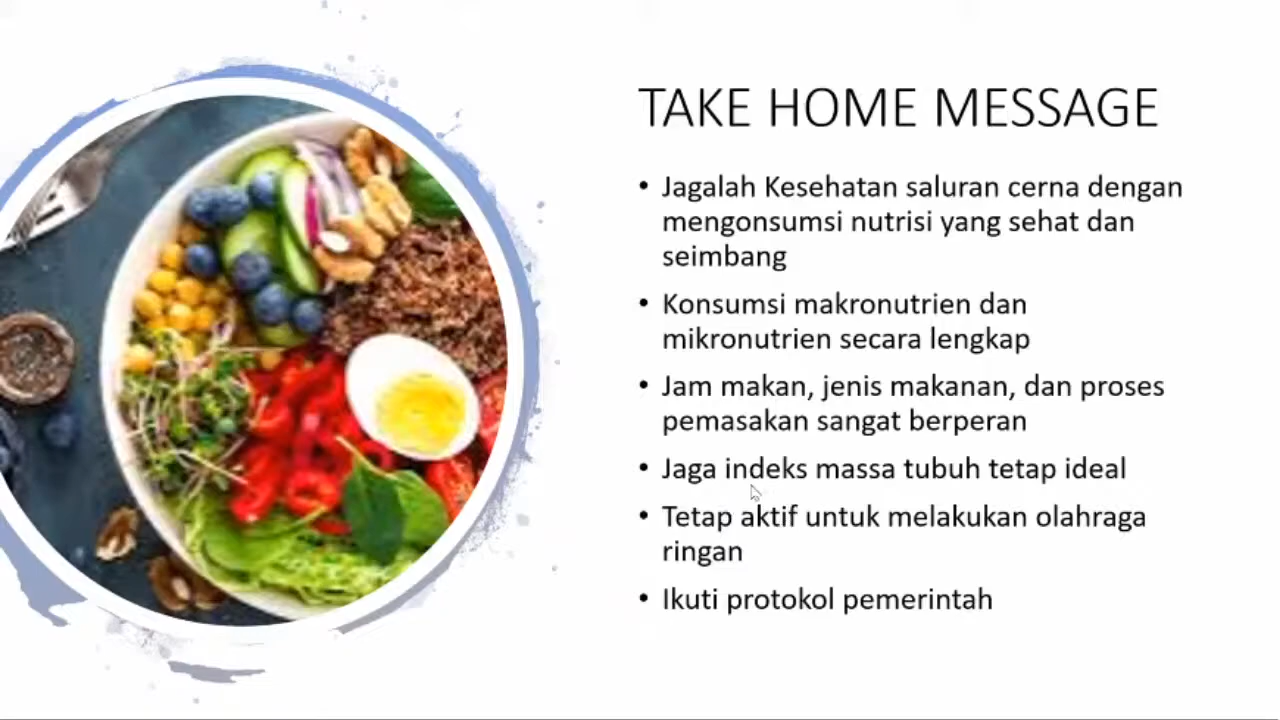 TAKE HOME MESSAGE
• Jagalah Kesehatan saluran cerna dengan
mengonsumsi nutrisi yang sehat dan
seimbang
• Konsumsi makronutrien dan
mikronutrien secara lengkap
• Jam makan, jenis makanan, dan proses
pemasakan sangat berperan
• Jaga indeks massa tubuh tetap ideal
• Tetap aktif untuk melakukan olahraga
ringan
• Ikuti protokol pemerintah